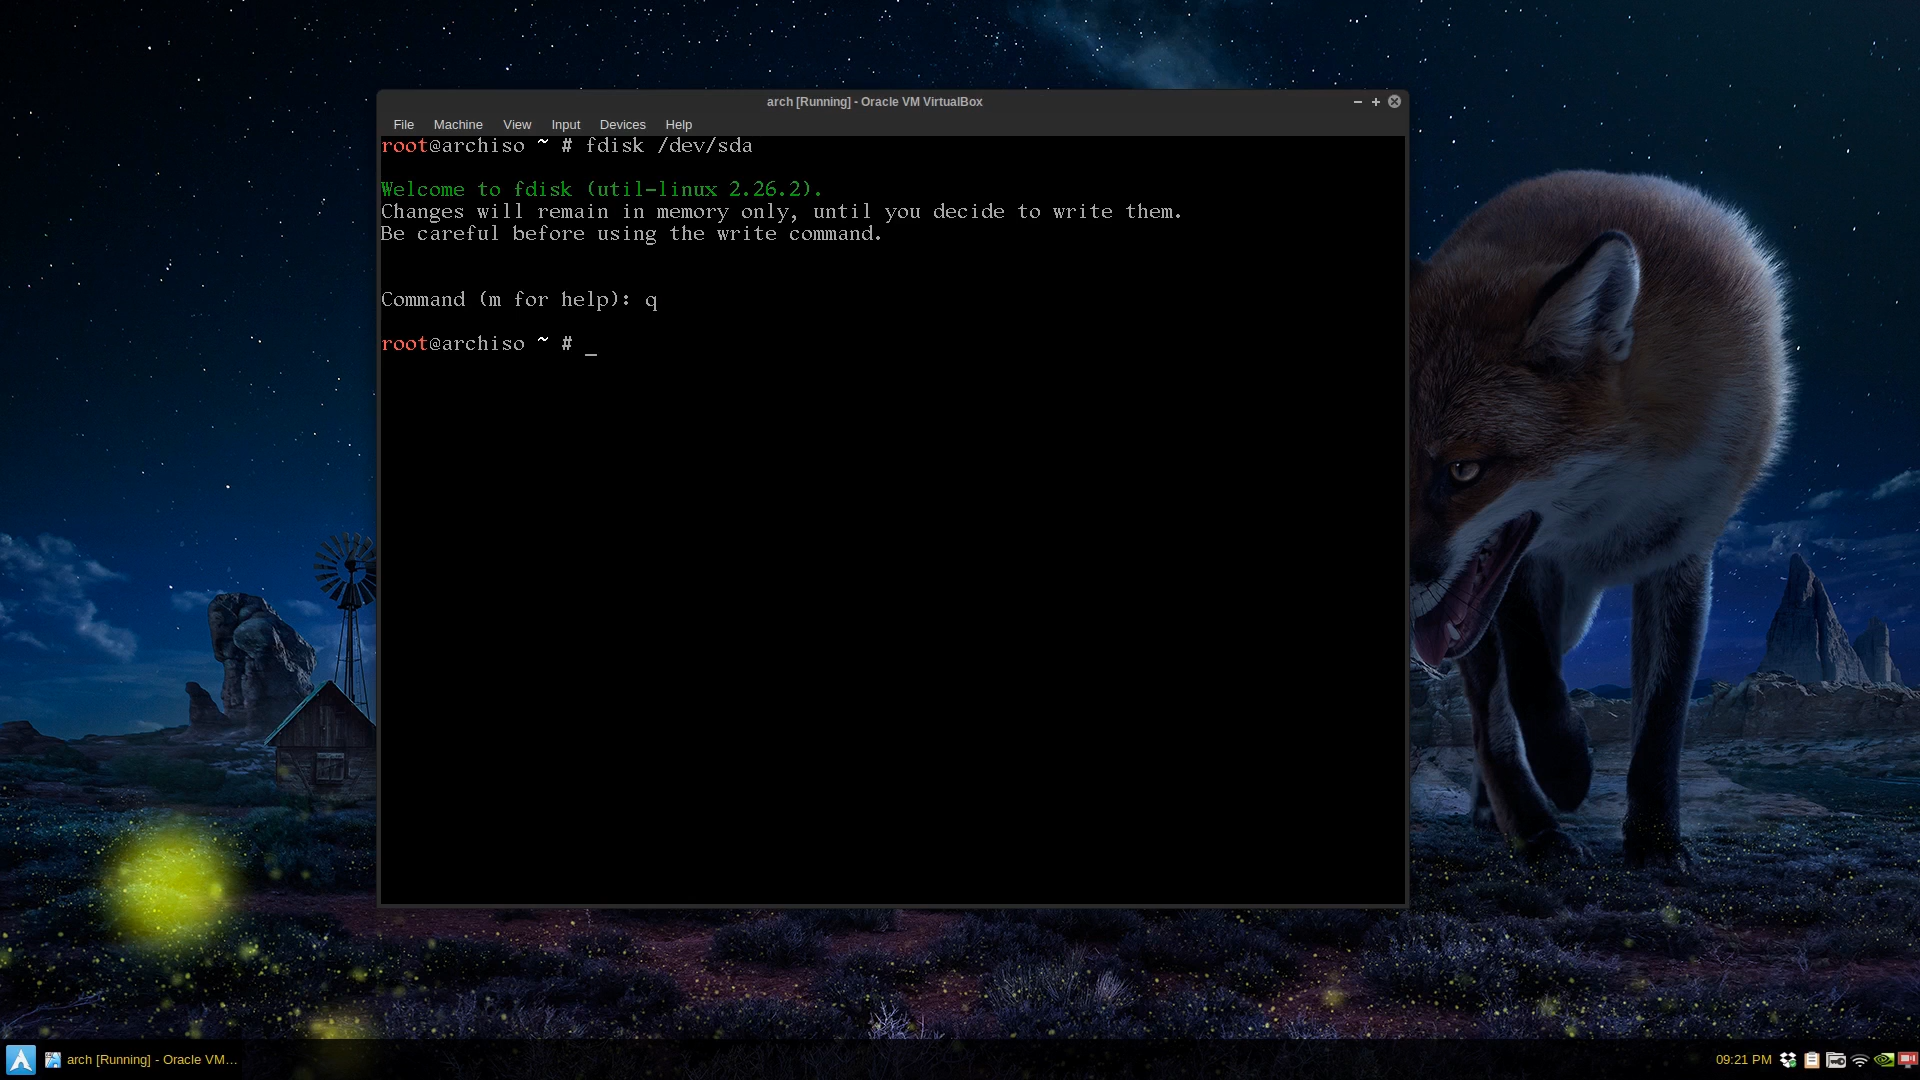 arch [Running] - Oracle VM VirtualBox
File Machine View Input Devices Help
root@archiso ~ # fdisk /dev/sda
Welcome to fdisk (util-linux 2.26.2).
Changes will remain in memory only, until you decide to write them.
Be careful before using the write command.
Command (m for help): q
root@archiso ~ # _
arch [Running] - Oracle VM...
09:21 PM